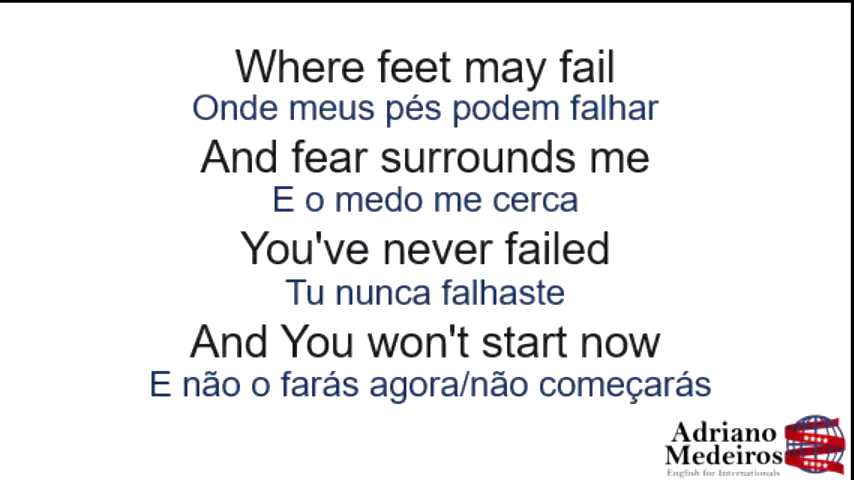 Where feet may fail
Onde meus pés podem falhar
And fear surrounds me
E o medo me cerca
You've never failed
Tu nunca falhaste
And You won't start now
E não o farás agora/não começarás
Adriano
Medeiros
English for Internationals